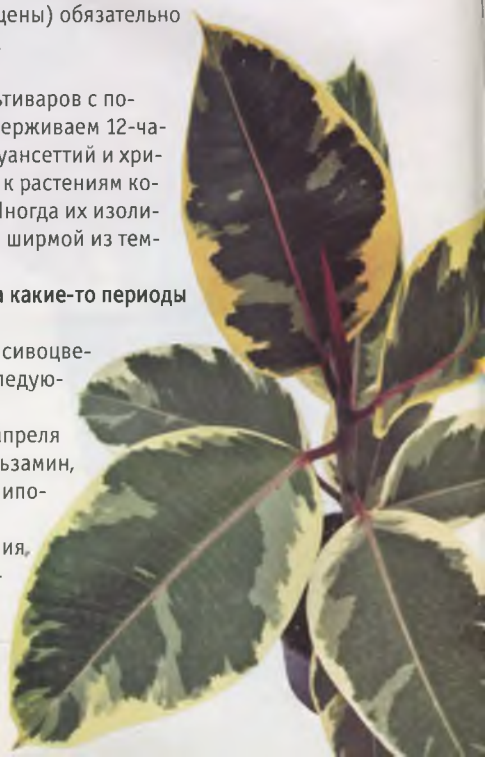 цены) обязательно
тиваров с по-
ерживаем 12-ча-
уансеттий и хри-
к растениям ко-
Иногда их изоли-
ширмой из тем-
а какие-то периоды
сивоцве-
ледую-
апреля
ьзамин,
ипо-
ия,